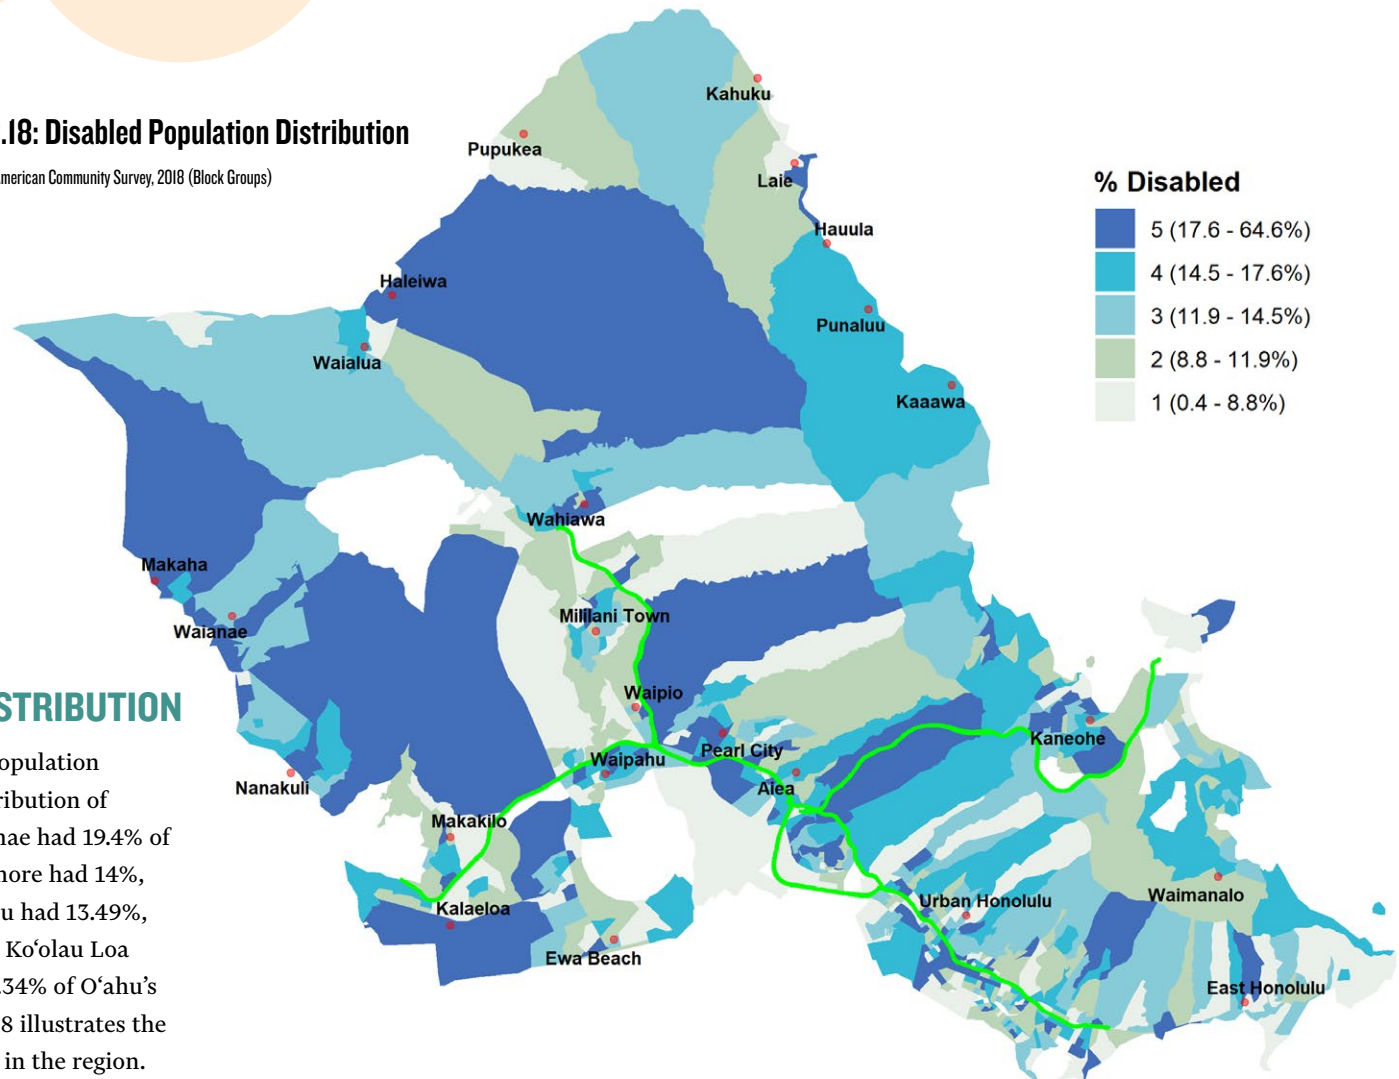 .18: Disabled Population Distribution
merican Community Survey, 2018 (Block Groups)
% Disabled
5 (17.6 - 64.6%)
4 (14.5 - 17.6%)
3 (11.9 - 14.5%)
2 (8.8 - 11.9%)
1 (0.4 - 8.8%)
Kahuku
Pupukea
Laie
Hauula
Haleiwa
Punaluu
Waialua
Kaaawa
Wahiawa
Makaha
Mililani Town
Waianae
Waipio
Kaneohe
Pearl City
Waipahu
Nanakuli
Aiea
Makakilo
Waimanalo
Urban Honolulu
Kalaeloa
Ewa Beach
East Honolulu
STRIBUTION
opulation
ribution of
nae had 19.4% of
nore had 14%,
u had 13.49%,
Ko‘olau Loa
.34% of O‘ahu’s
8 illustrates the
in the region.